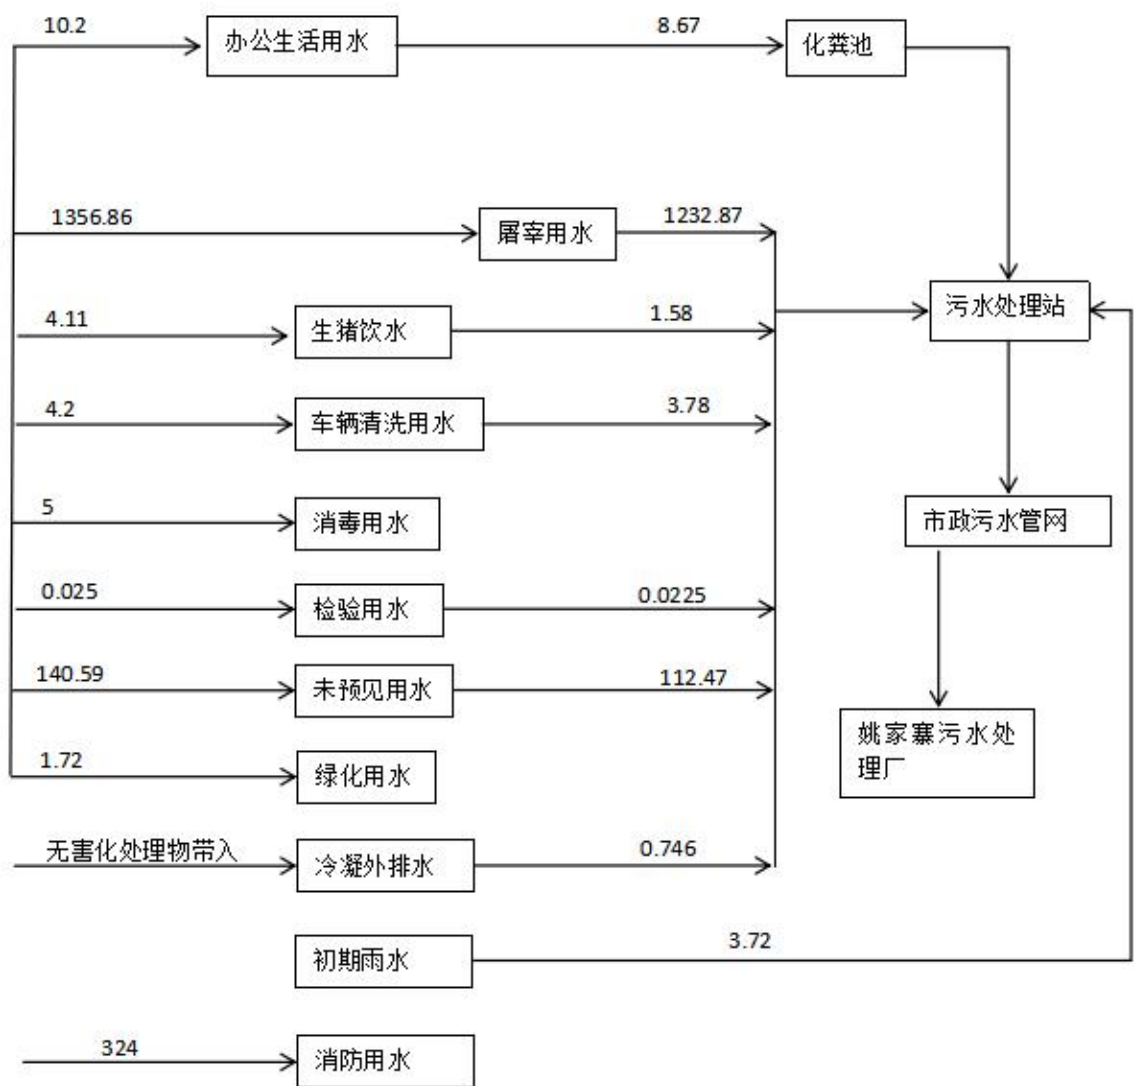 10.2
办公生活用水
8.67
化粪池
1356.86
屠宰用水
1232.87
4.11
生猪饮水
1.58
污水处理站
4.2
车辆清洗用水
3.78
5
消毒用水
市政污水管网
0.025
检验用水
0.0225
140.59
未预见用水
112.47
姚家寨污水处
理厂
1.72
绿化用水
无害化处理物带入
冷凝外排水
0.746
初期雨水
3.72
324
消防用水